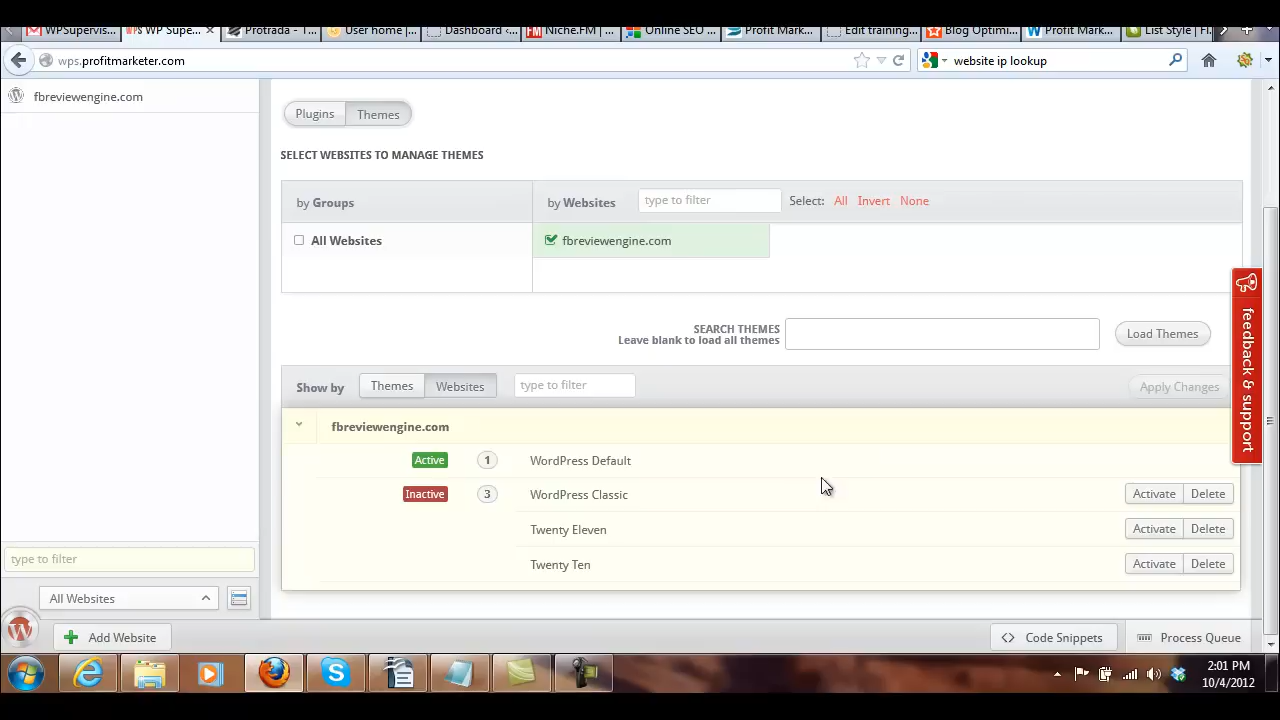 WPSupervis...
WPS WP Supe...
Protrada - T...
User home |...
Dashboard ‹...
FM Niche.FM | ...
Online SEO ...
Profit Mark...
Edit training...
Blog Optimi...
Profit Mark...
List Style | Fl
wps.profitmarketer.com
website ip lookup
fbreviewengine.com
Plugins Themes
SELECT WEBSITES TO MANAGE THEMES
by Groups
by Websites type to filter Select: All Invert None
All Websites
fbreviewengine.com
SEARCH THEMES
Leave blank to load all themes
Load Themes
feedback & support
Show by Themes Websites type to filter Apply Changes
fbreviewengine.com
Active 1 WordPress Default
Inactive 3 WordPress Classic Activate Delete
Twenty Eleven Activate Delete
Twenty Ten Activate Delete
type to filter
All Websites
Add Website
Code Snippets
Process Queue
2:01 PM
10/4/2012